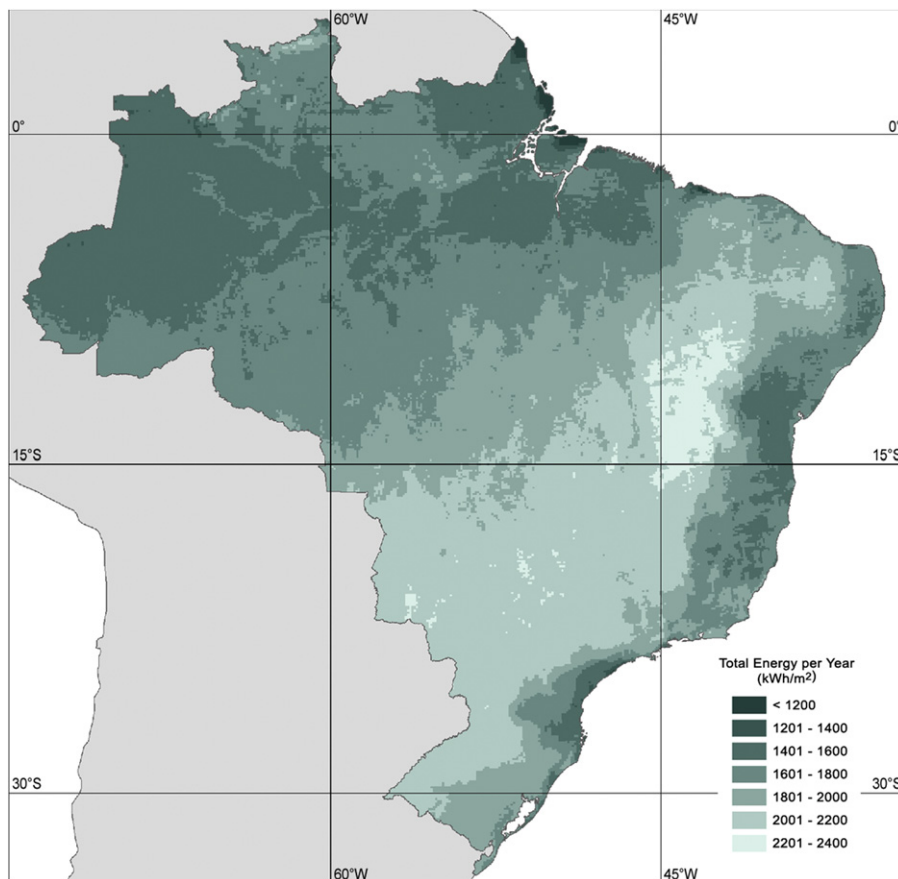 60°W
45°W
0°
0°
15°S
15°S
Total Energy per Year
(kWh/m²)
< 1200
1201 - 1400
1401 - 1600
1601 - 1800
1801 - 2000
2001 - 2200
2201 - 2400
30°S
30°S
60°W
45°W